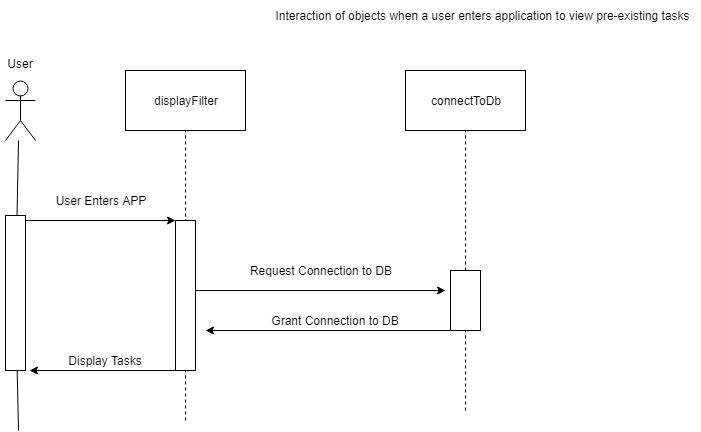 Interaction of objects when a user enters application to view pre-existing tasks
User
displayFilter
connectToDb
User Enters APP
Request Connection to DB
Grant Connection to DB
Display Tasks